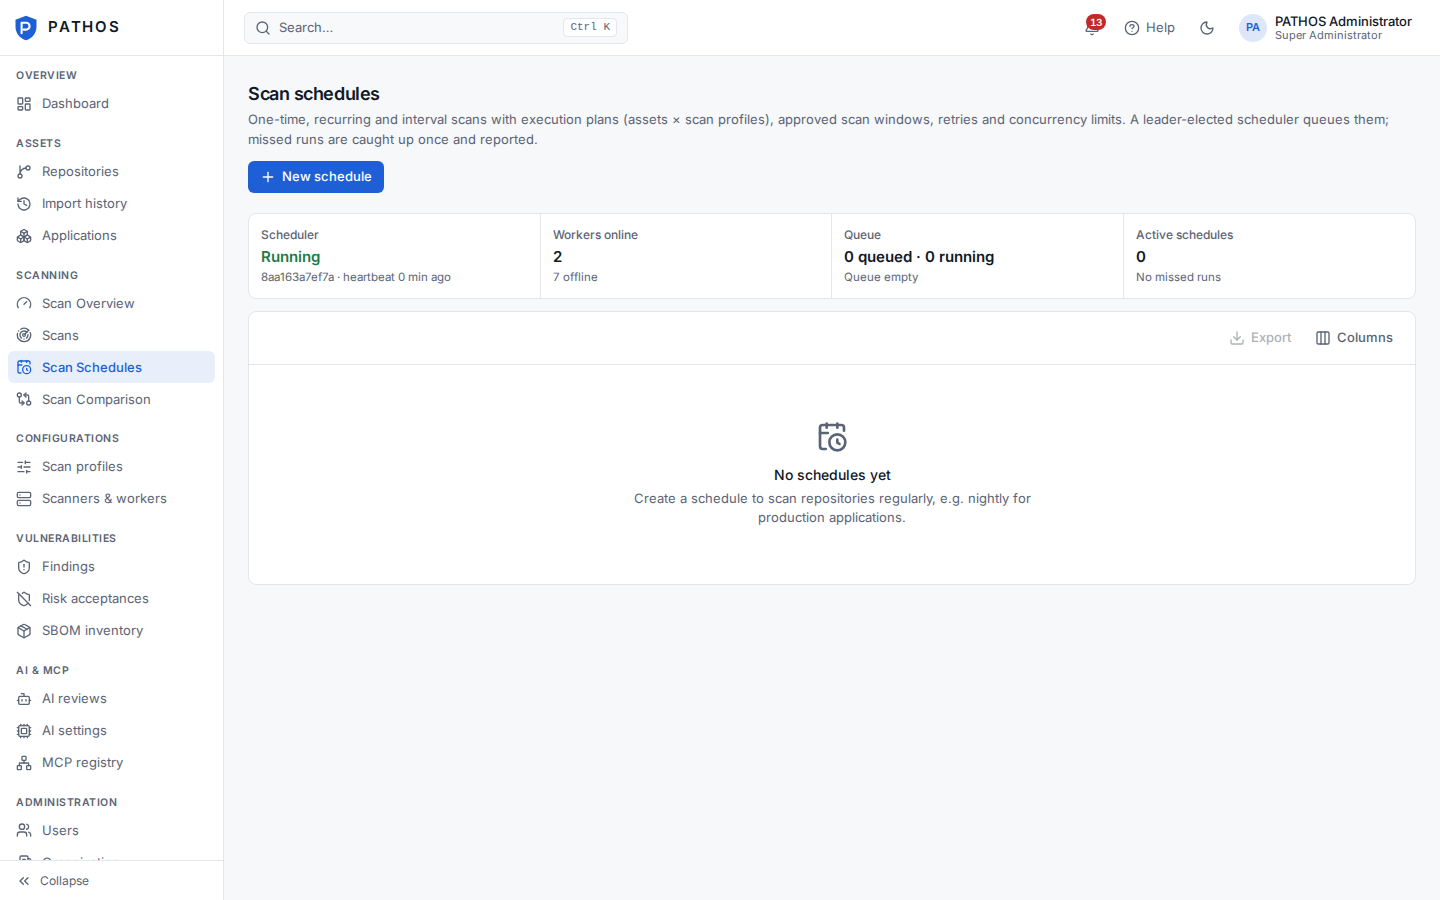 PATHOS
Search...
Ctrl K
13
Help
PA
PATHOS Administrator
Super Administrator
OVERVIEW
Dashboard
ASSETS
Repositories
Import history
Applications
SCANNING
Scan Overview
Scans
Scan Schedules
Scan Comparison
CONFIGURATIONS
Scan profiles
Scanners & workers
VULNERABILITIES
Findings
Risk acceptances
SBOM inventory
AI & MCP
AI reviews
AI settings
MCP registry
ADMINISTRATION
Users
Collapse
Scan schedules
One-time, recurring and interval scans with execution plans (assets × scan profiles), approved scan windows, retries and concurrency limits. A leader-elected scheduler queues them;
missed runs are caught up once and reported.
New schedule
Scheduler
Running
8aa163a7ef7a · heartbeat 0 min ago
Workers online
2
7 offline
Queue
0 queued · 0 running
Queue empty
Active schedules
0
No missed runs
Export
Columns
No schedules yet
Create a schedule to scan repositories regularly, e.g. nightly for
production applications.